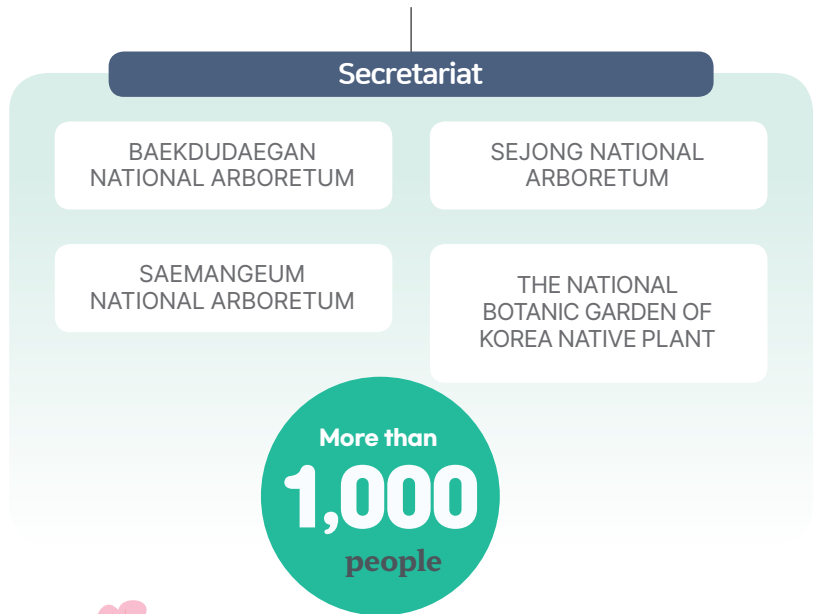 Secretariat
BAEKDUDAEGAN
NATIONAL ARBORETUM
SEJONG NATIONAL
ARBORETUM
SAEMANGEUM
NATIONAL ARBORETUM
THE NATIONAL
BOTANIC GARDEN OF
KOREA NATIVE PLANT
More than
1,000
people